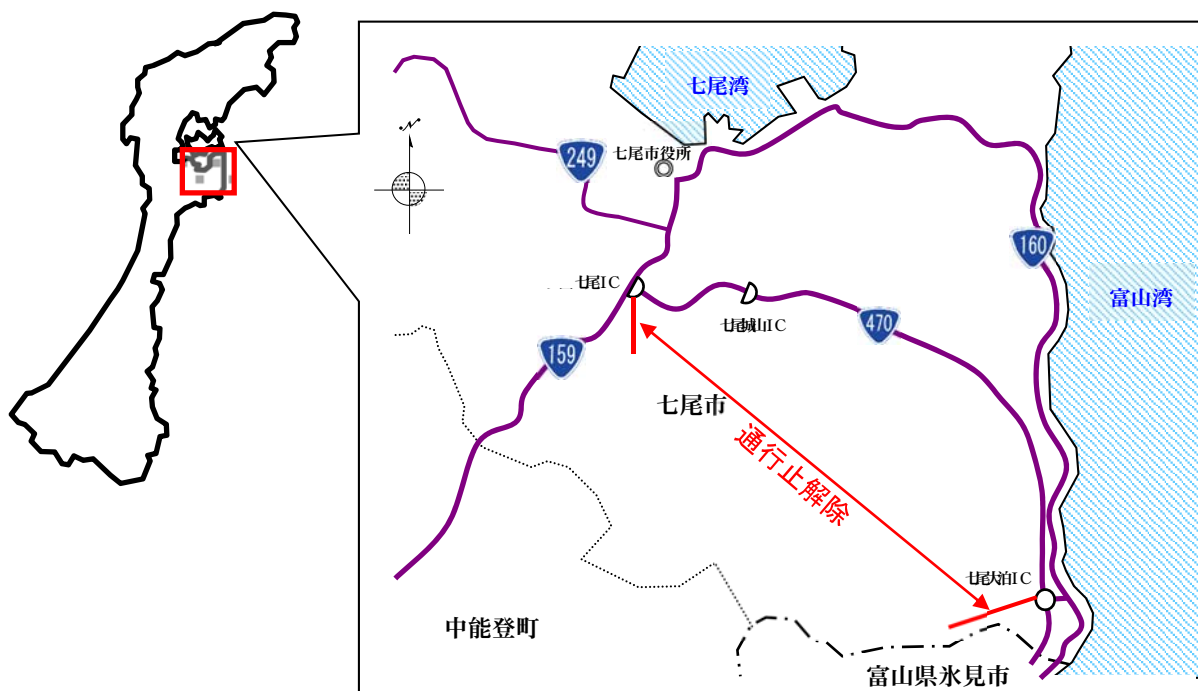 七尾湾
七尾市役所
249
160
富山湾
七尾IC
七尾城山IC
470
159
七尾市
通行止解除
七尾大泊IC
中能登町
富山県氷見市
N